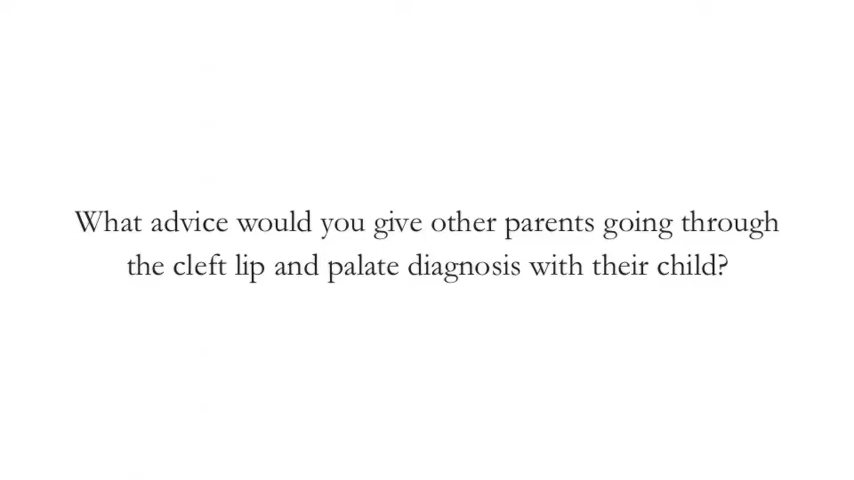 What advice would you give other parents going through
the cleft lip and palate diagnosis with their child?